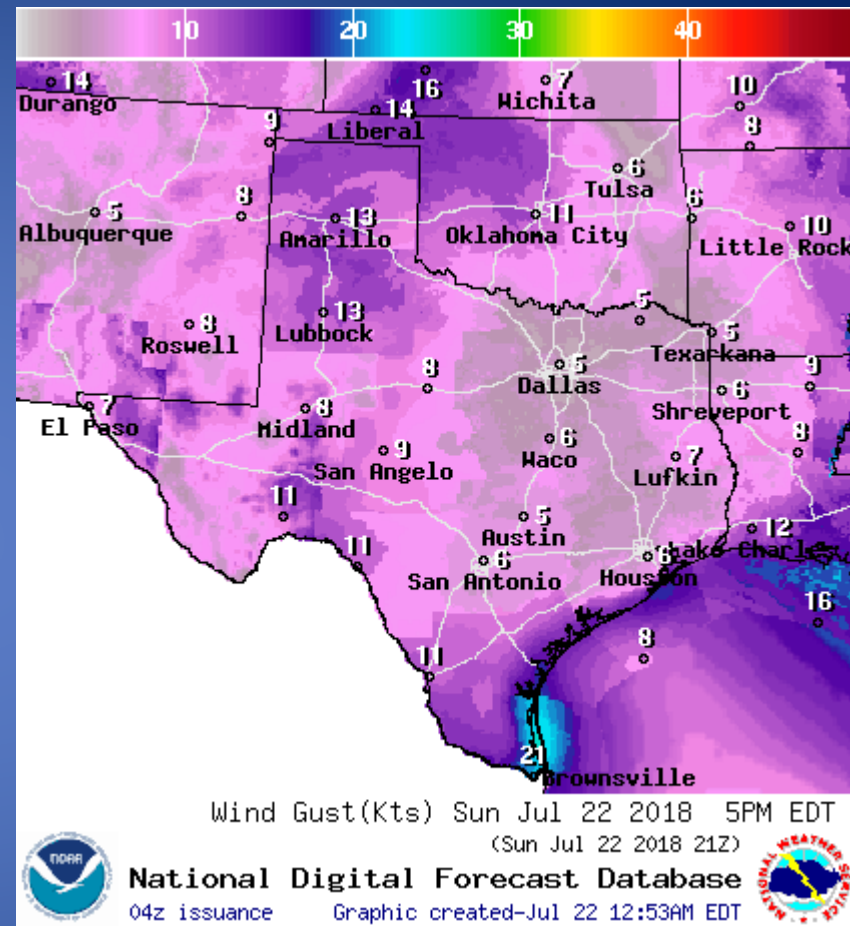 10 20 30 40
14
Durango
16
7
Wichita
14
Liberal
10
8
9
6
Tulsa
5
Albuquerque
8
13
Amarillo
11
Oklahoma City
6
10
Little Rock
8
Roswell
13
Lubbock
5
5
Texarkana
5
Dallas
7
El Paso
8
Midland
8
6
Shreveport
9
9
San Angelo
6
Waco
7
Lufkin
8
11
5
Austin
12
Lake Charles
11
6
San Antonio
6
Houston
16
11
8
21
Brownsville
Wind Gust(Kts) Sun Jul 22 2018 5PM EDT
(Sun Jul 22 2018 21Z)
National Digital Forecast Database
04z issuance Graphic created-Jul 22 12:53AM EDT
NOAA
NATIONAL WEATHER SERVICE